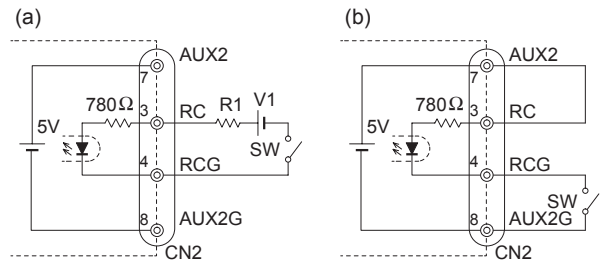 (a)
AUX2
7
780Ω
3
RC
R1
V1
5V
SW
4
RCG
8
AUX2G
CN2
(b)
AUX2
7
780Ω
3
RC
5V
4
RCG
SW
8
AUX2G
CN2